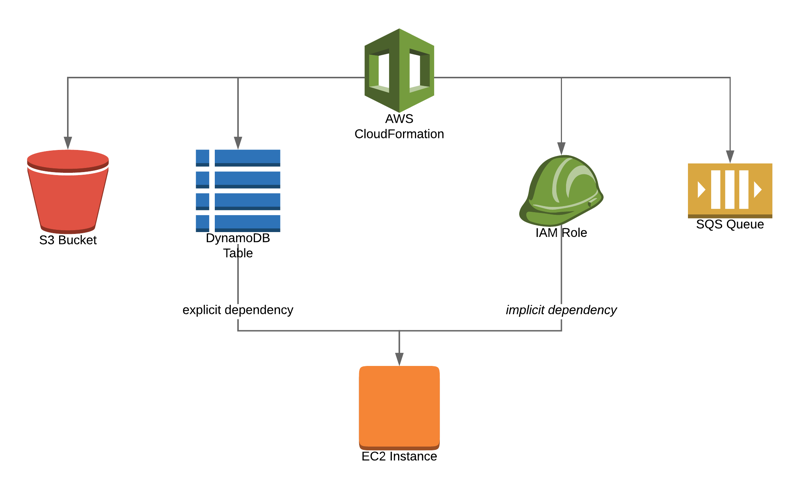 AWS
CloudFormation
S3 Bucket
DynamoDB
Table
IAM Role
SQS Queue
explicit dependency
implicit dependency
EC2 Instance